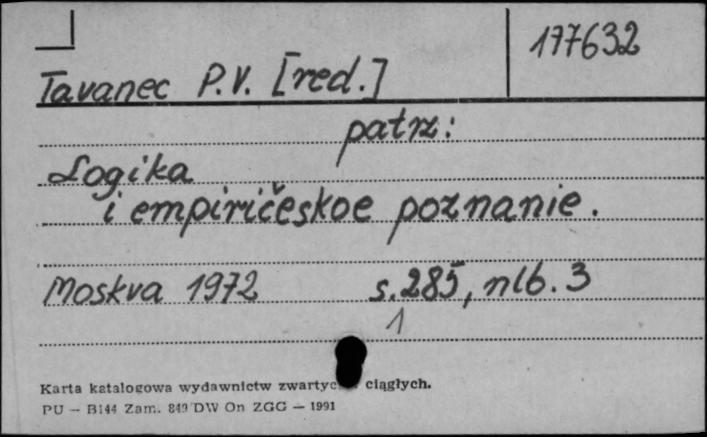 177632
Tavanec P.V. [red.]
patrz:
Logika
i empiričeskoe poznanie.
Moskva 1972 s. 285, nlb. 3
1
Karta katalogowa wydawnictw ciągłych.
PU — B144 Zam. 849 DW On ZGG — 1991